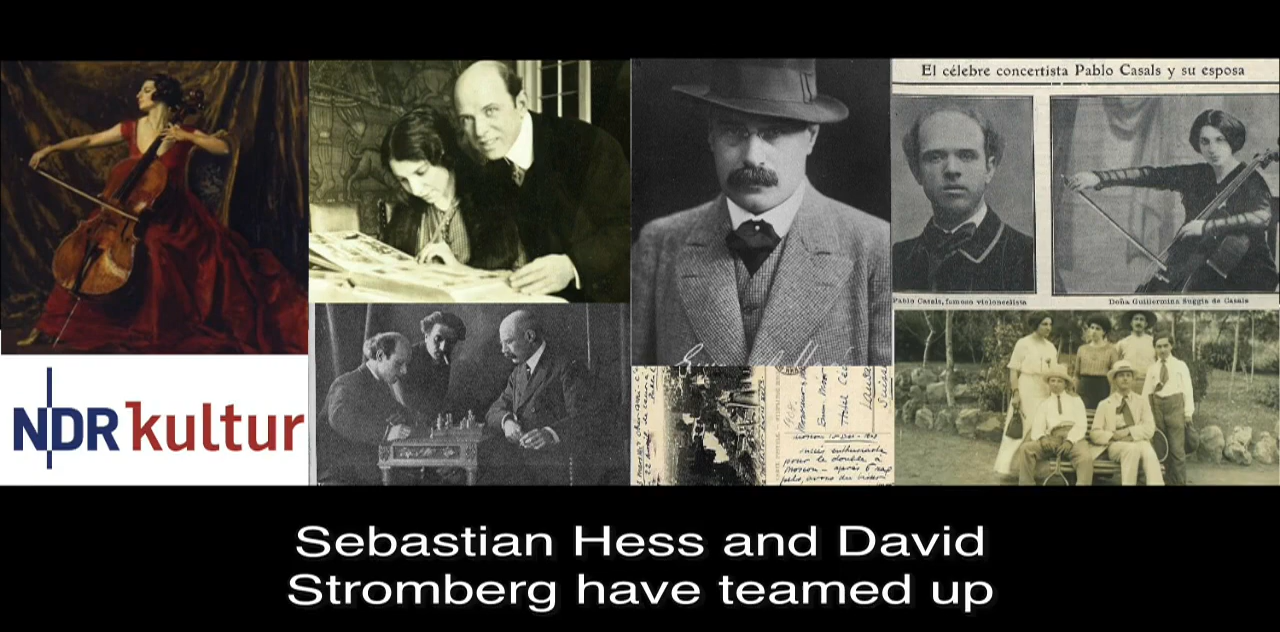 El célebre concertista Pablo Casals y su esposa
Pablo Casals, famoso violoncelista
Doña Guillermina Suggia de Casals
NDR kultur
Sebastian Hess and David
Stromberg have teamed up